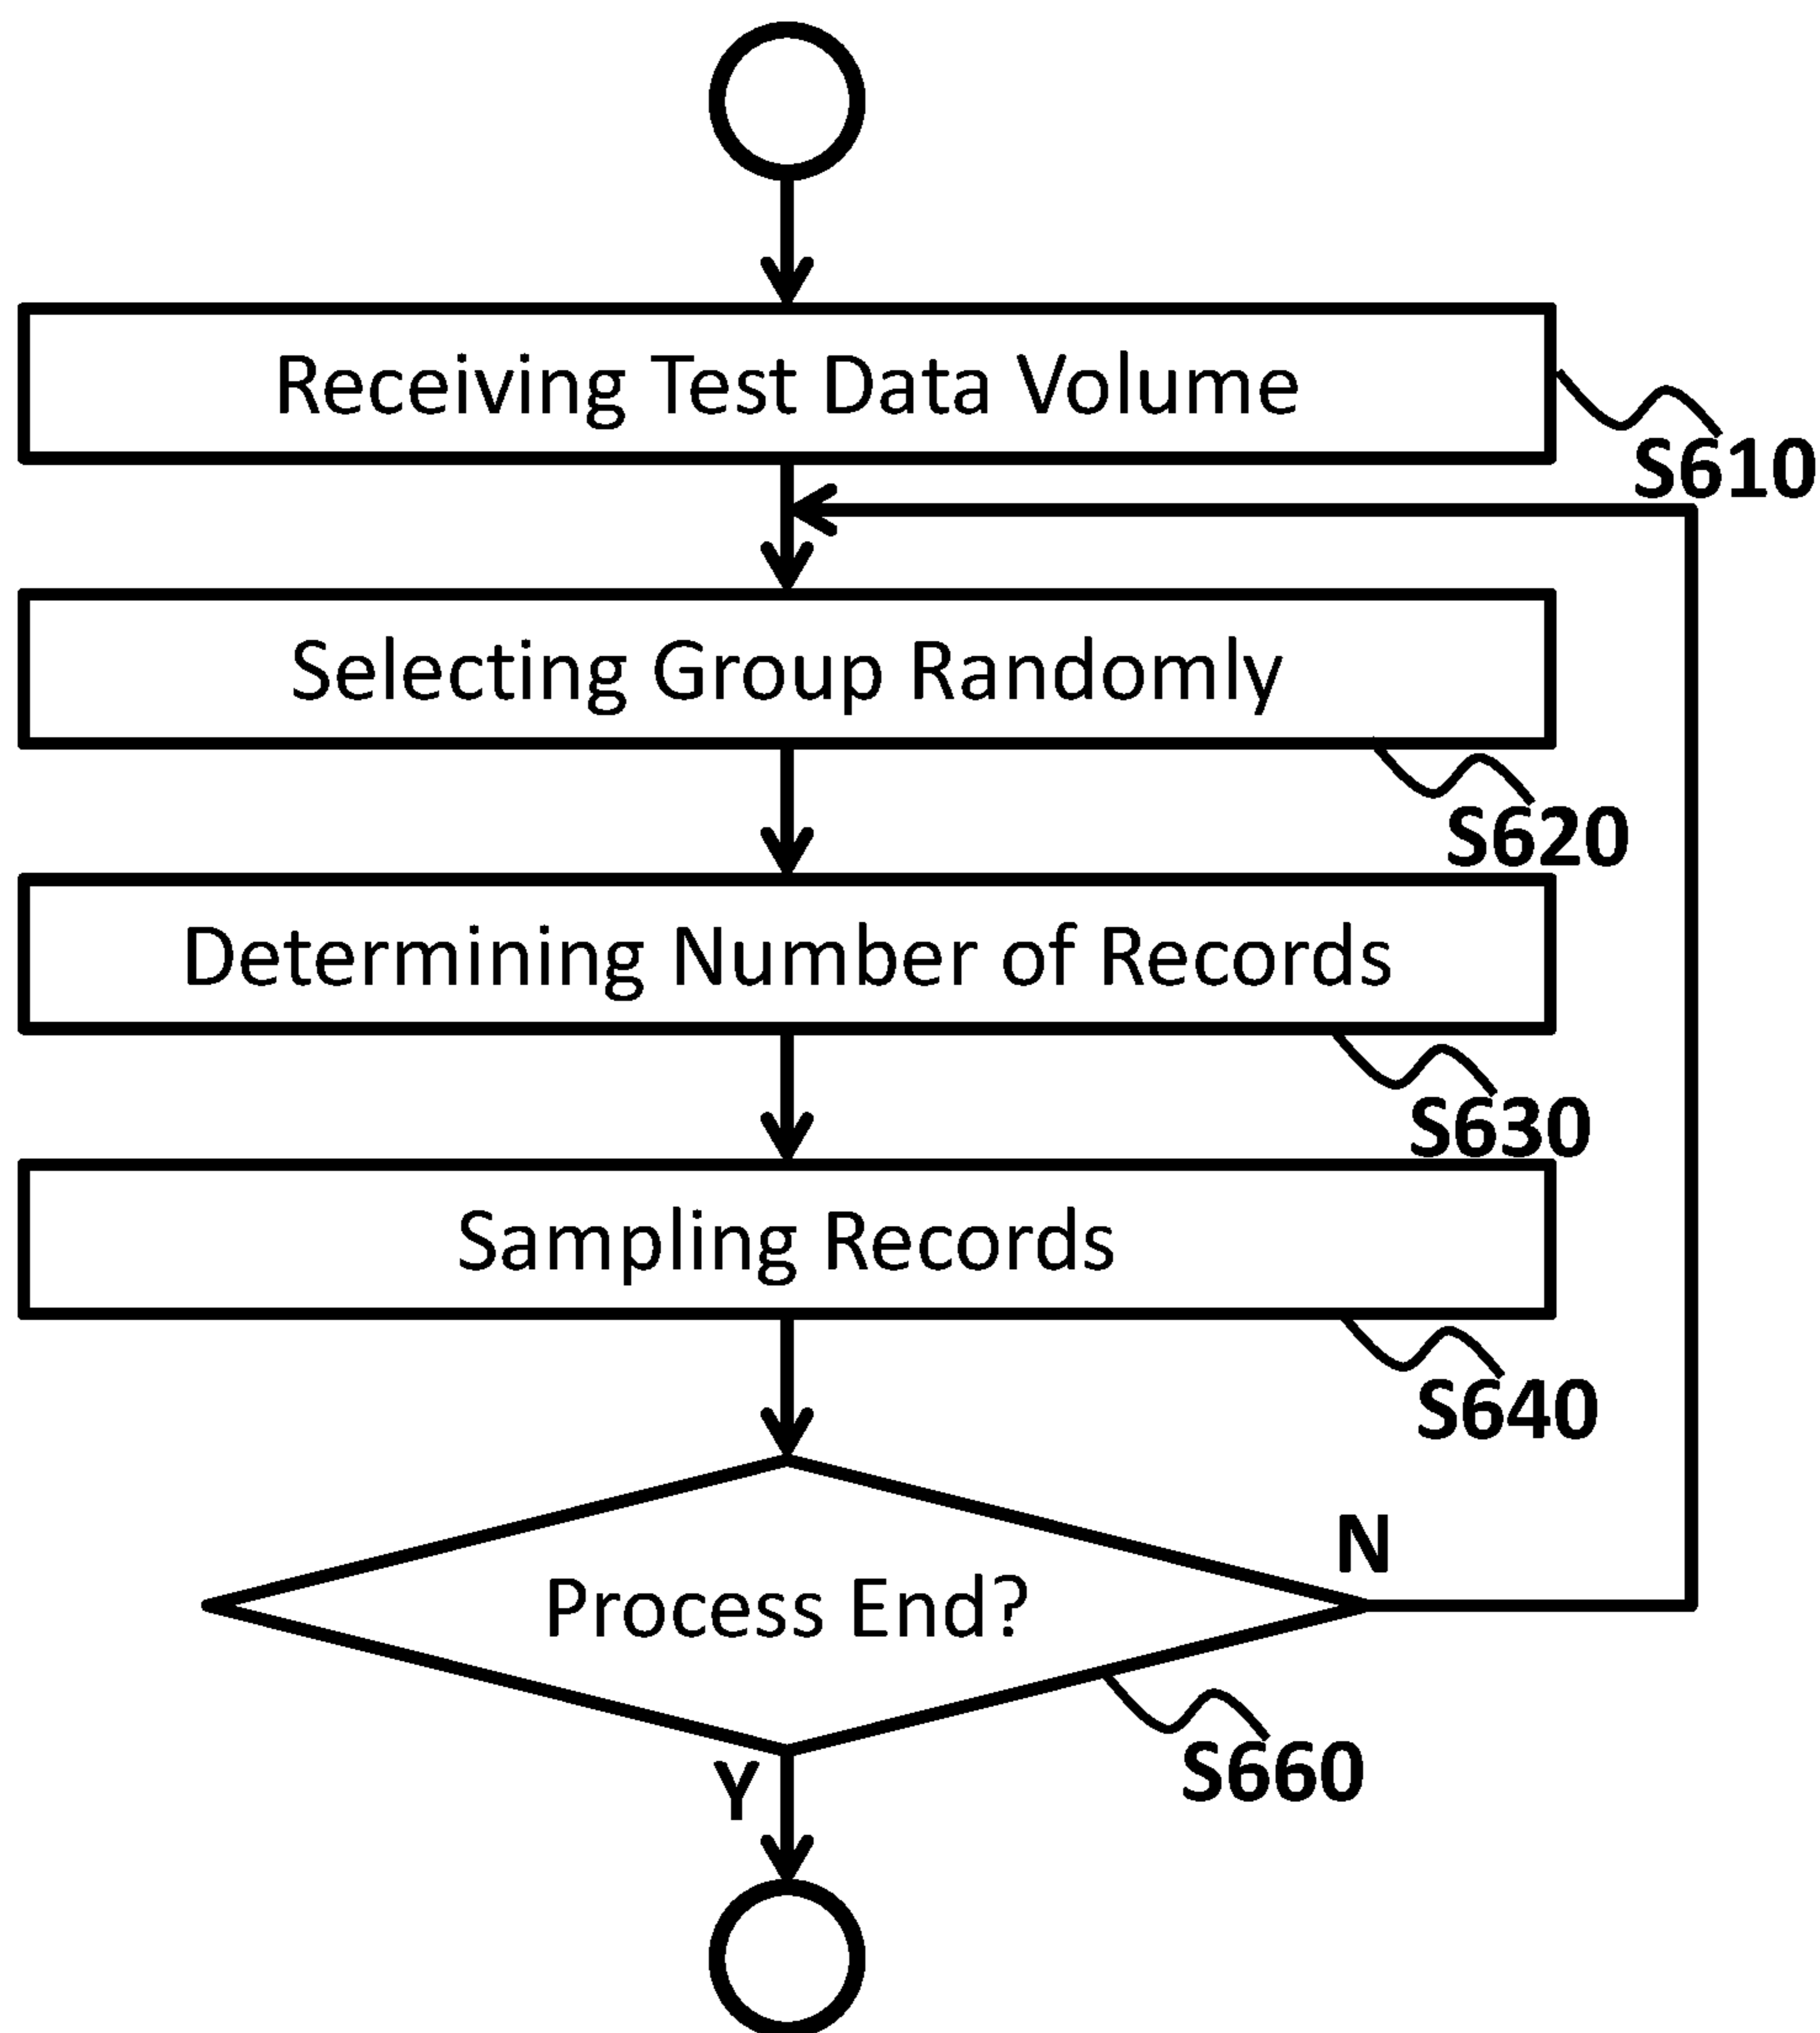 Receiving Test Data Volume
S610
Selecting Group Randomly
S620
Determining Number of Records
S630
Sampling Records
S640
N
Process End?
S660
Y